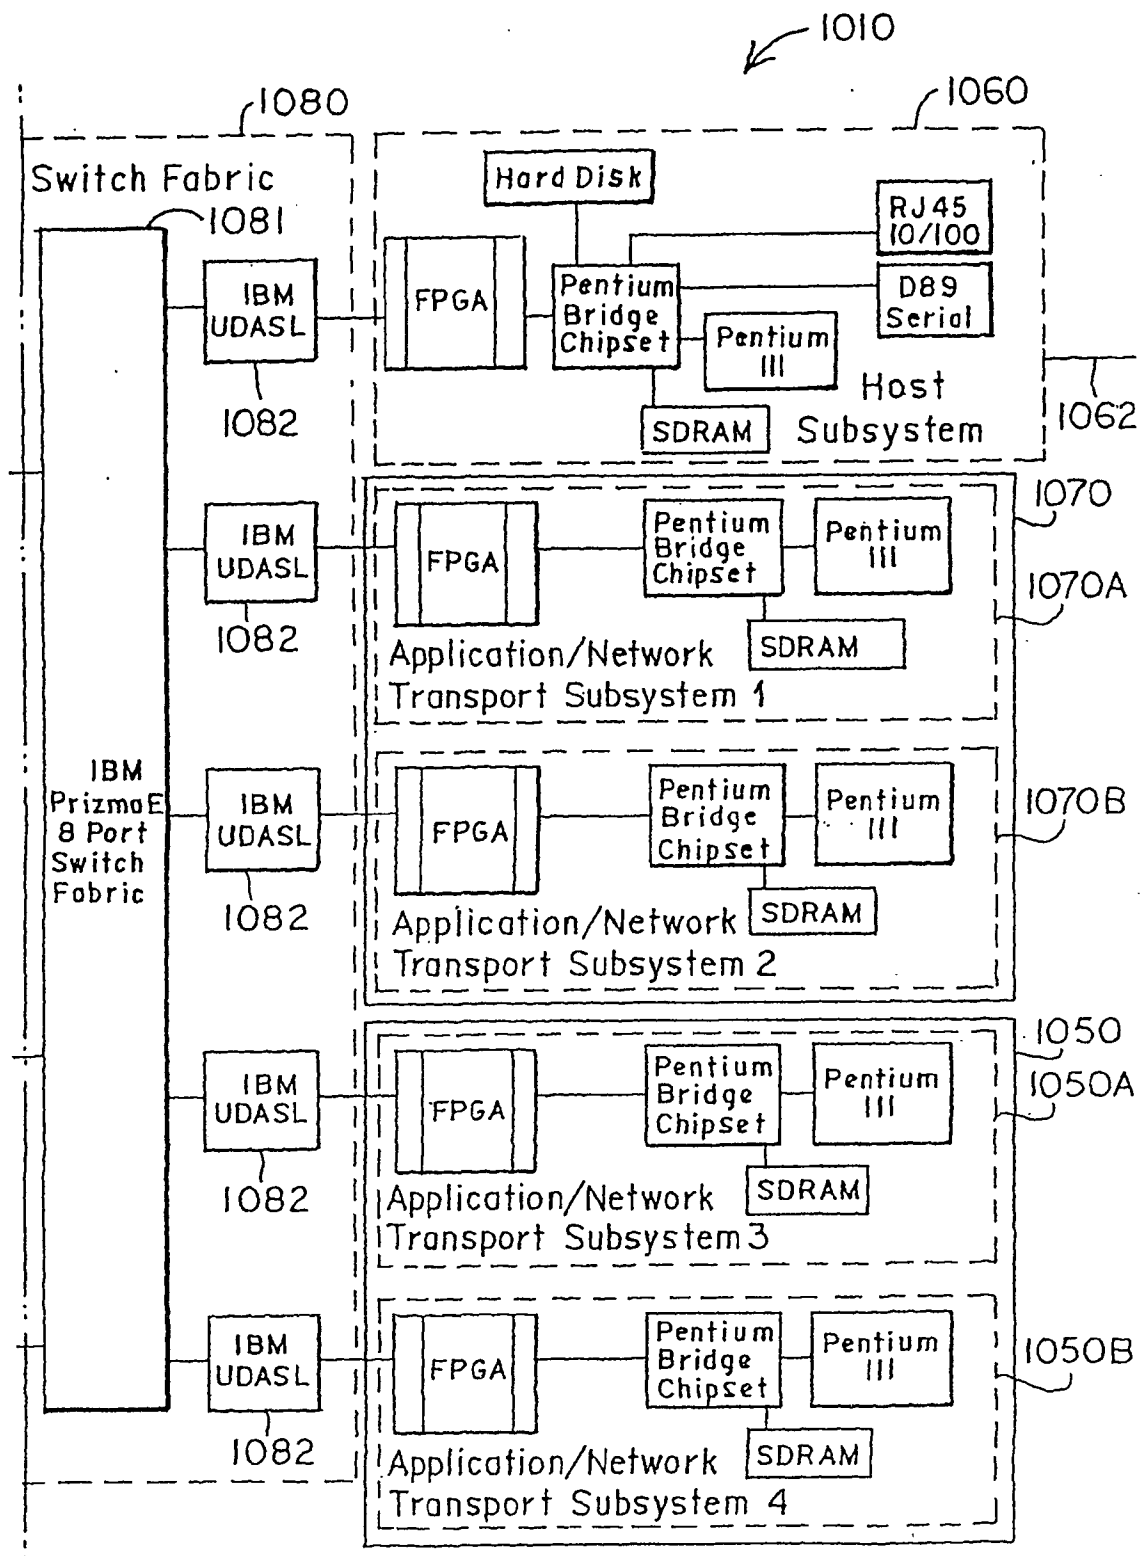 1010
1080
1060
Switch Fabric
1081
Hard Disk
RJ45
10/100
IBM
UDASL
1082
FPGA
Pentium
Bridge
Chipset
D89
Serial
Pentium
III
SDRAM
Host
Subsystem
1062
IBM
UDASL
1082
FPGA
Pentium
Bridge
Chipset
Pentium
III
1070
1070A
SDRAM
Application/Network
Transport Subsystem 1
IBM
PrizmaE
8 Port
Switch
Fabric
IBM
UDASL
1082
FPGA
Pentium
Bridge
Chipset
Pentium
III
1070B
SDRAM
Application/Network
Transport Subsystem 2
IBM
UDASL
1082
FPGA
Pentium
Bridge
Chipset
Pentium
III
1050
1050A
SDRAM
Application/Network
Transport Subsystem 3
IBM
UDASL
1082
FPGA
Pentium
Bridge
Chipset
Pentium
III
1050B
SDRAM
Application/Network
Transport Subsystem 4